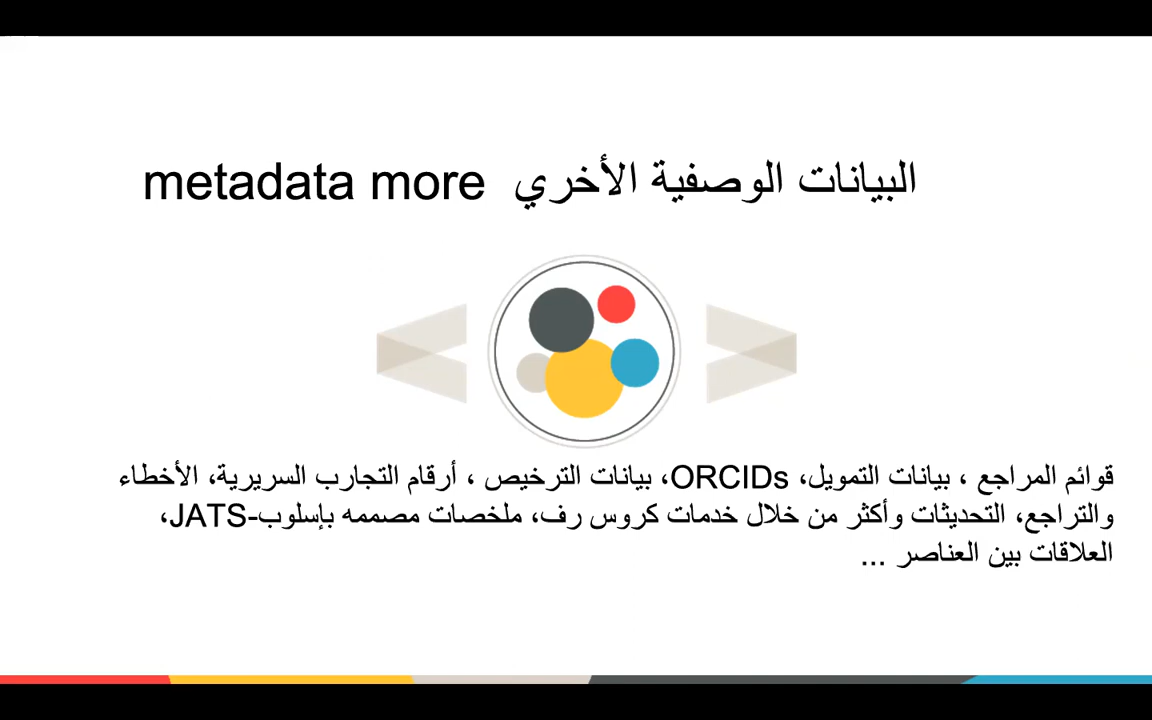 البيانات الوصفية الأخري metadata more
قوائم المراجع ، بيانات التمويل، ORCIDs، بيانات الترخيص ، أرقام التجارب السريرية، الأخطاء
والتراجع، التحديثات وأكثر من خلال خدمات كروس رف، ملخصات مصممه بإسلوب-JATS،
العلاقات بين العناصر ...